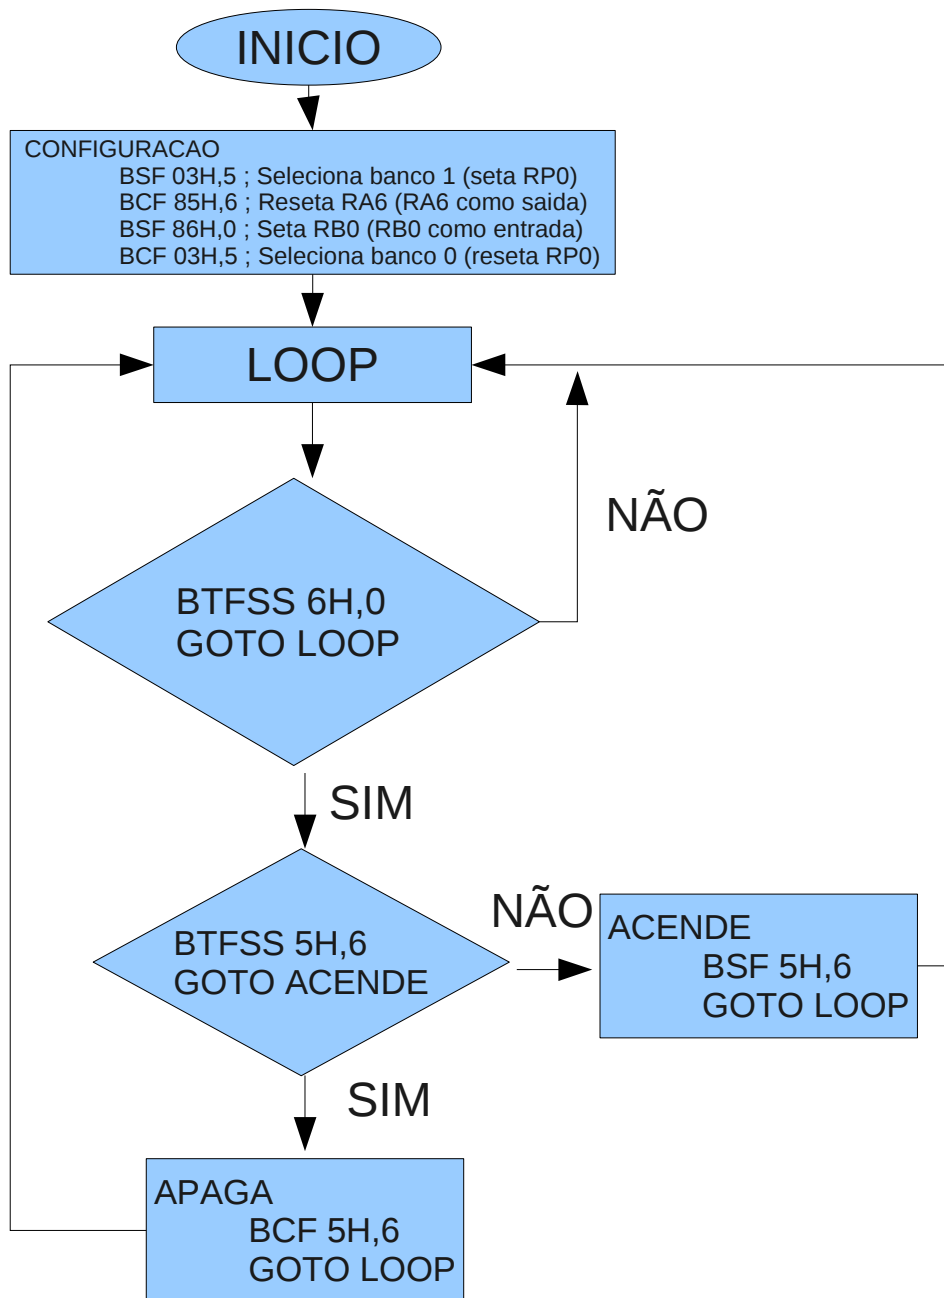 INICIO
CONFIGURACAO
BSF 03H,5 ; Seleciona banco 1 (seta RP0)
BCF 85H,6 ; Reseta RA6 (RA6 como saida)
BSF 86H,0 ; Seta RB0 (RB0 como entrada)
BCF 03H,5 ; Seleciona banco 0 (reseta RP0)
LOOP
NÃO
BTFSS 6H,0
GOTO LOOP
SIM
BTFSS 5H,6
GOTO ACENDE
NÃO
ACENDE
BSF 5H,6
GOTO LOOP
SIM
APAGA
BCF 5H,6
GOTO LOOP